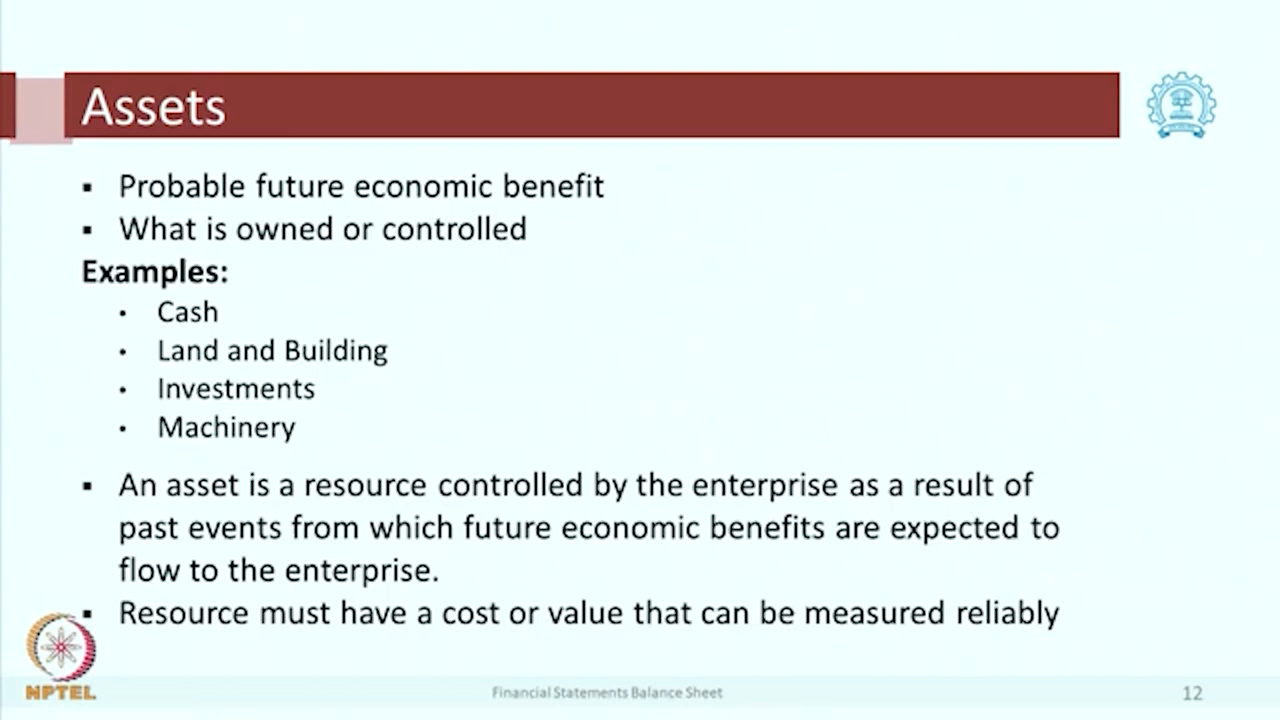 Assets
▪ Probable future economic benefit
▪ What is owned or controlled
Examples:
• Cash
• Land and Building
• Investments
• Machinery
▪ An asset is a resource controlled by the enterprise as a result of
past events from which future economic benefits are expected to
flow to the enterprise.
▪ Resource must have a cost or value that can be measured reliably
NPTEL
Financial Statements Balance Sheet
12